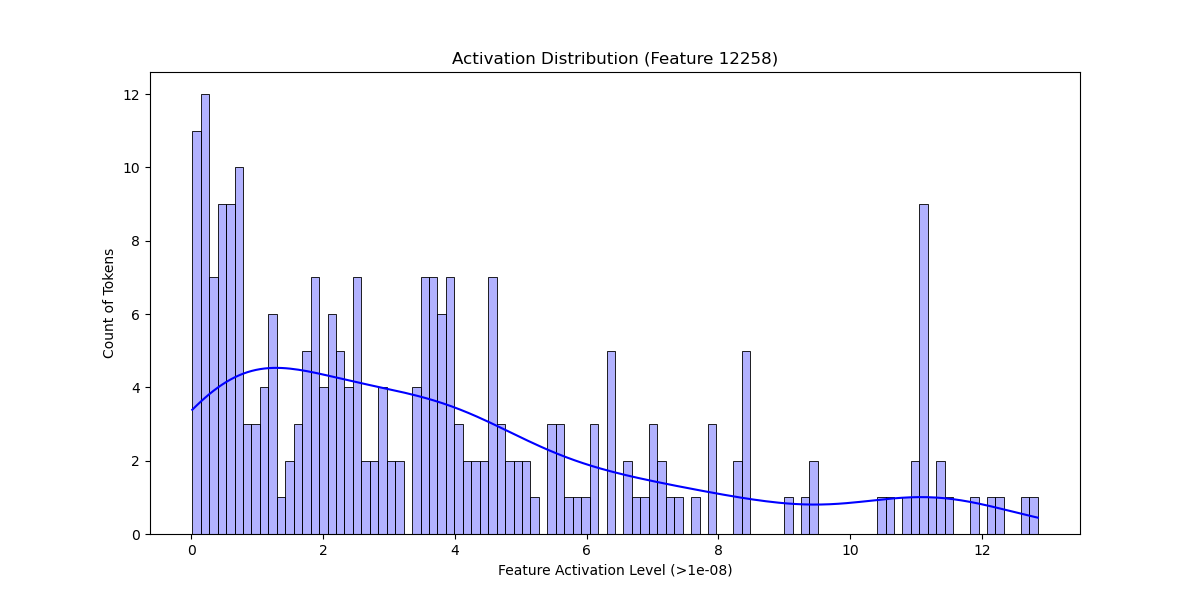 Activation Distribution (Feature 12258)
12
10
8
6
4
2
0
Count of Tokens
0 2 4 6 8 10 12
Feature Activation Level (>1e-08)